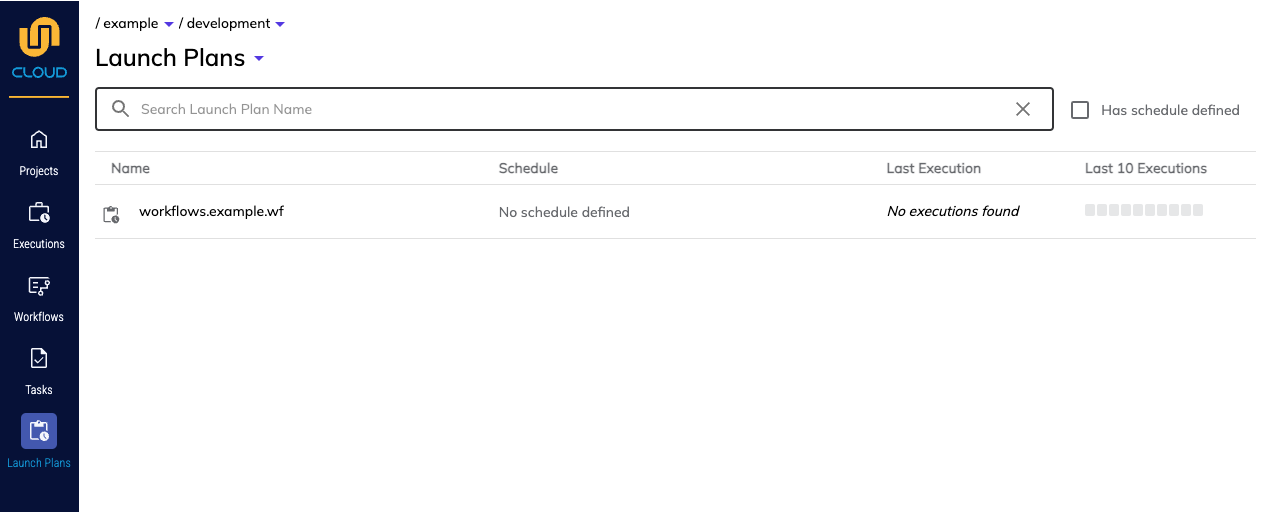 CLOUD
Projects
Executions
Workflows
Tasks
Launch Plans
/ example / development
Launch Plans
Search Launch Plan Name
Has schedule defined
Name Schedule Last Execution Last 10 Executions
workflows.example.wf No schedule defined No executions found